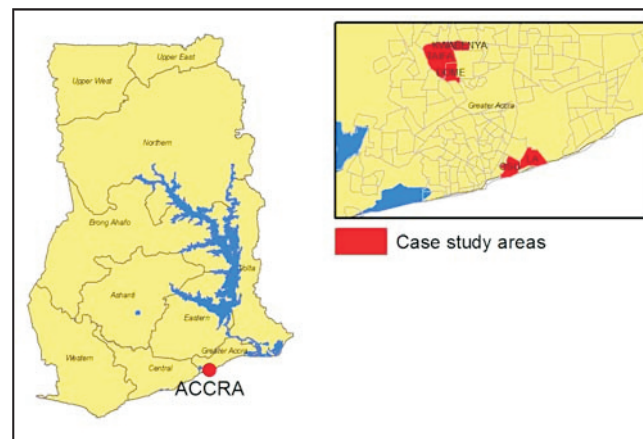 Upper West
Upper East
Northern
Brong Ahafo
Volta
Ashanti
Eastern
Western
Central
Greater Accra
ACCRA
Greater Accra
LA
Case study areas